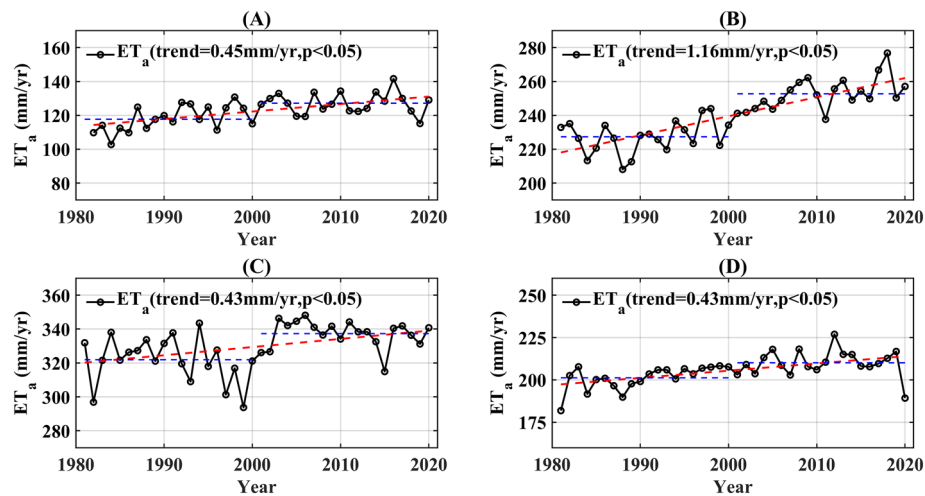 (A)
ETa(trend=0.45mm/yr,p<0.05)
160
140
120
100
80
ETa (mm/yr)
1980 1990 2000 2010 2020
Year
(B)
ETa(trend=1.16mm/yr,p<0.05)
280
260
240
220
200
ETa (mm/yr)
1980 1990 2000 2010 2020
Year
(C)
ETa(trend=0.43mm/yr,p<0.05)
360
340
320
300
280
ETa (mm/yr)
1980 1990 2000 2010 2020
Year
(D)
ETa(trend=0.43mm/yr,p<0.05)
250
225
200
175
ETa (mm/yr)
1980 1990 2000 2010 2020
Year